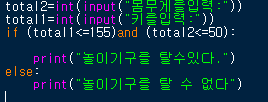 total2=int(input("몸무게를입력:"))
total1=int(input("키를입력:"))
if (total1<=155)and (total2<=50):
print("놀이기구를 탈수있다.")
else:
print("놀이기구를 탈 수 없다")